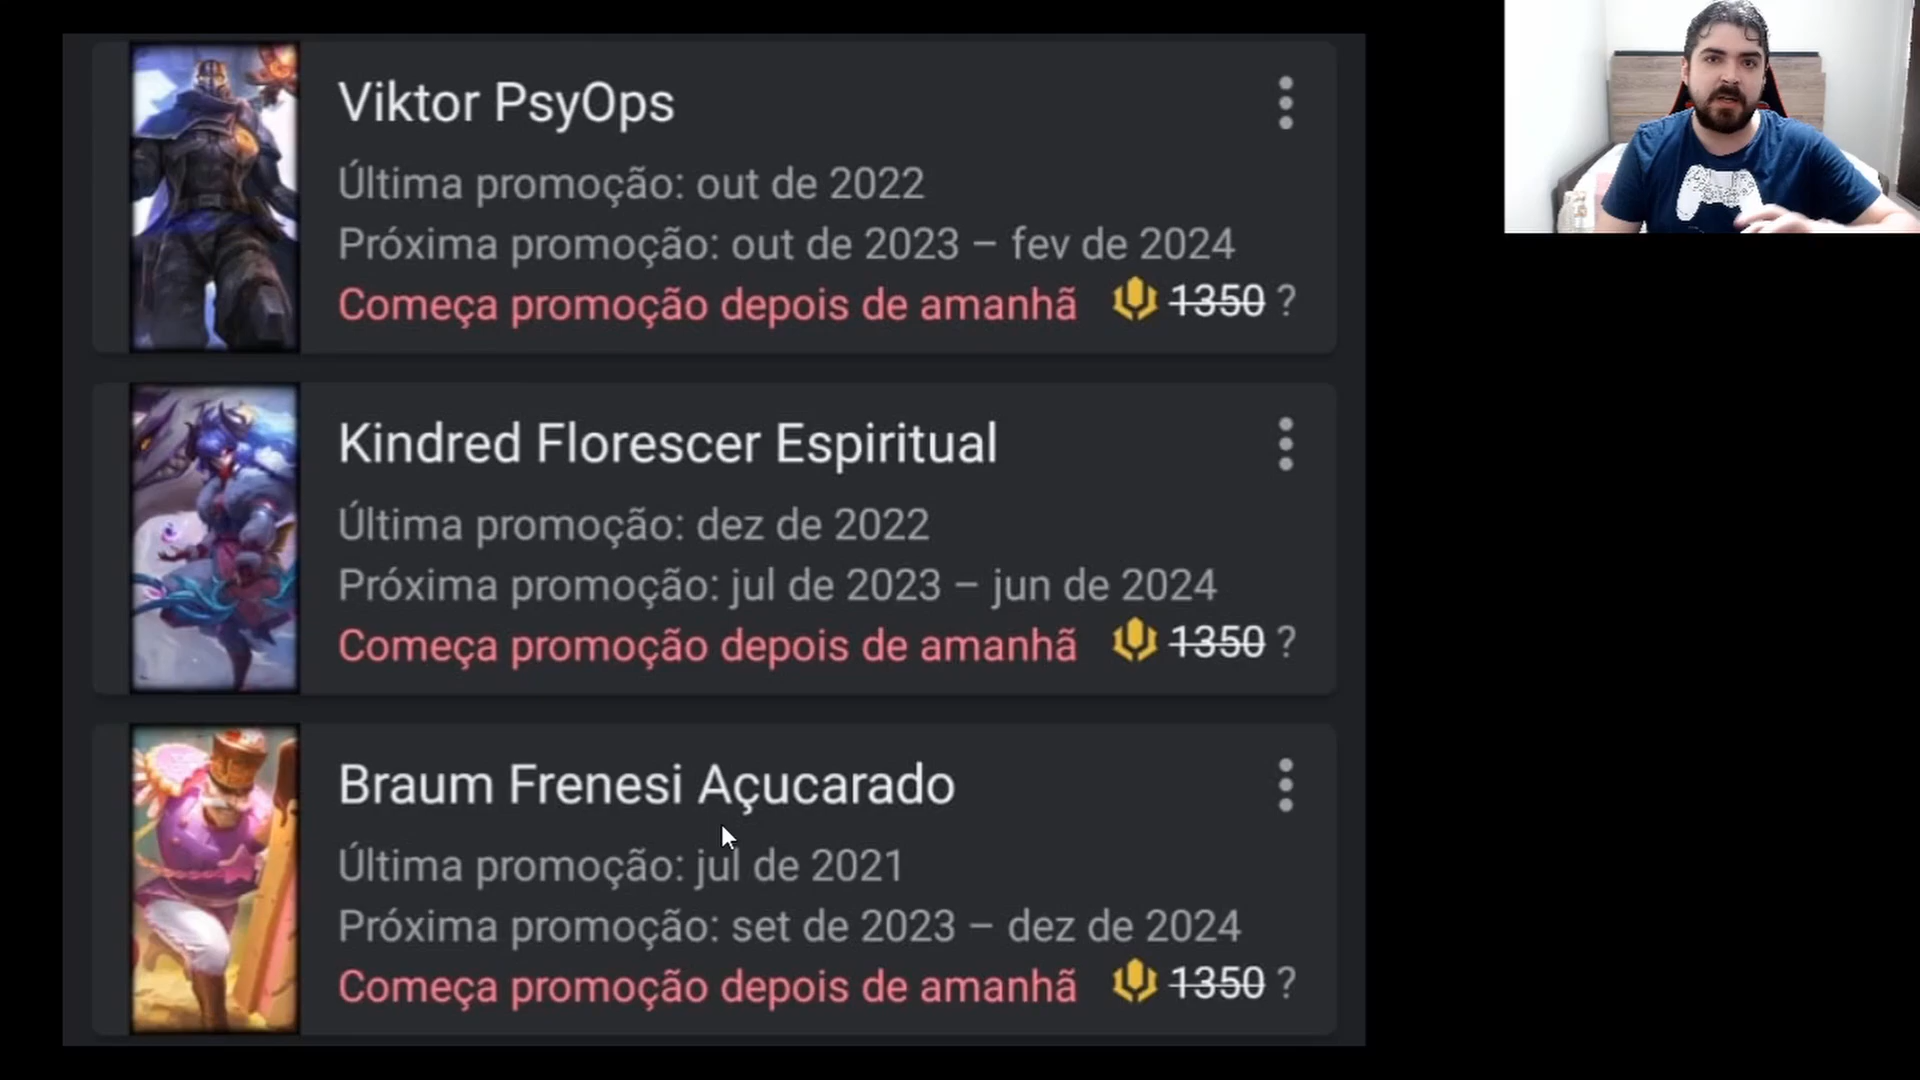 Viktor PsyOps
Última promoção: out de 2022
Próxima promoção: out de 2023 – fev de 2024
Começa promoção depois de amanhã 1350 ?
Kindred Florescer Espiritual
Última promoção: dez de 2022
Próxima promoção: jul de 2023 – jun de 2024
Começa promoção depois de amanhã 1350 ?
Braum Frenesi Açucarado
Última promoção: jul de 2021
Próxima promoção: set de 2023 – dez de 2024
Começa promoção depois de amanhã 1350 ?